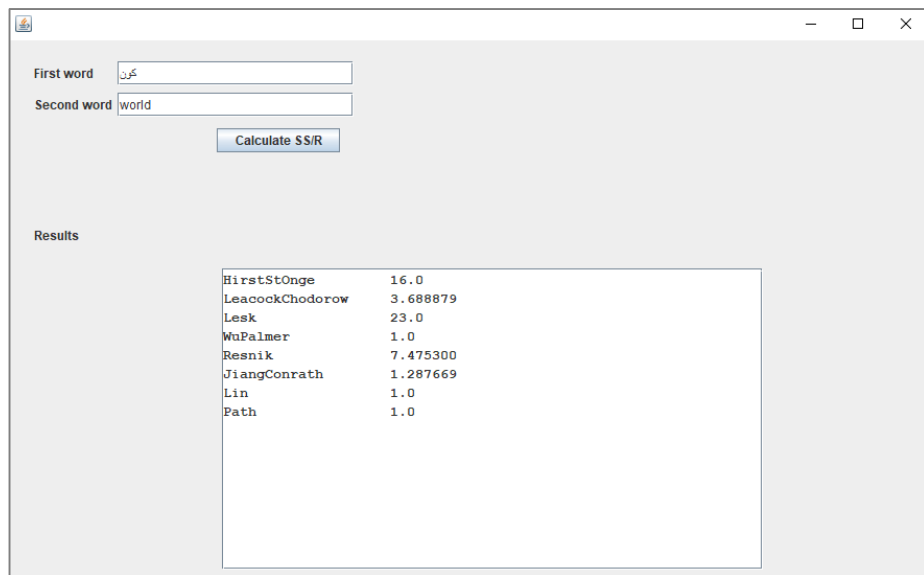 First word كون
Second word world
Calculate SS/R
Results
HirstStOnge 16.0
LeacockChodorow 3.688879
Lesk 23.0
WuPalmer 1.0
Resnik 7.475300
JiangConrath 1.287669
Lin 1.0
Path 1.0